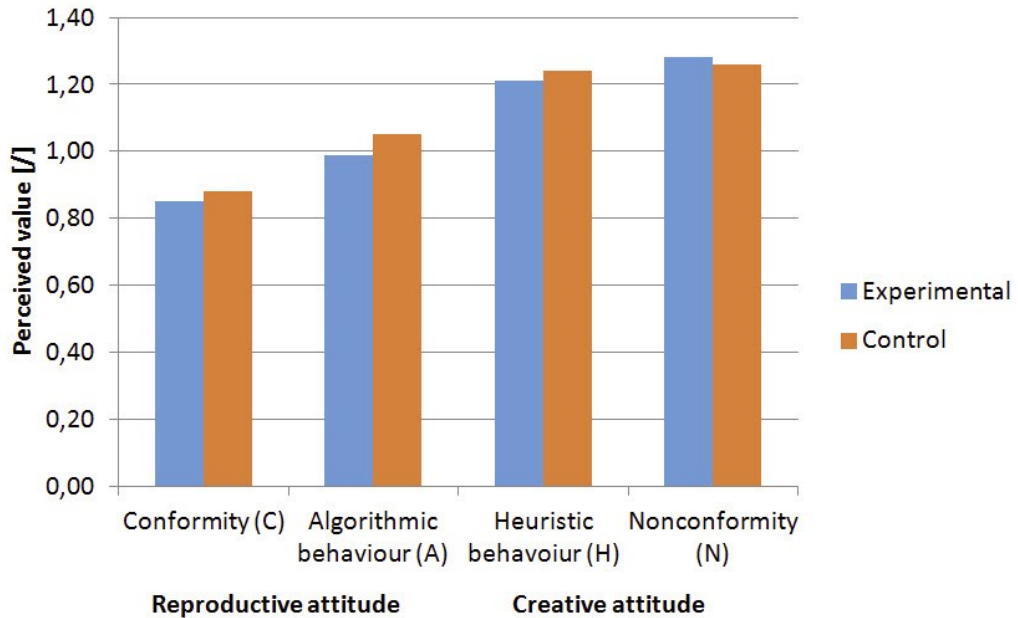 1,40
1,20
1,00
0,80
0,60
0,40
0,20
0,00
Perceived value [/]
Experimental
Control
Conformity (C)
Algorithmic
behaviour (A)
Heuristic
behavoiur (H)
Nonconformity
(N)
Reproductive attitude
Creative attitude